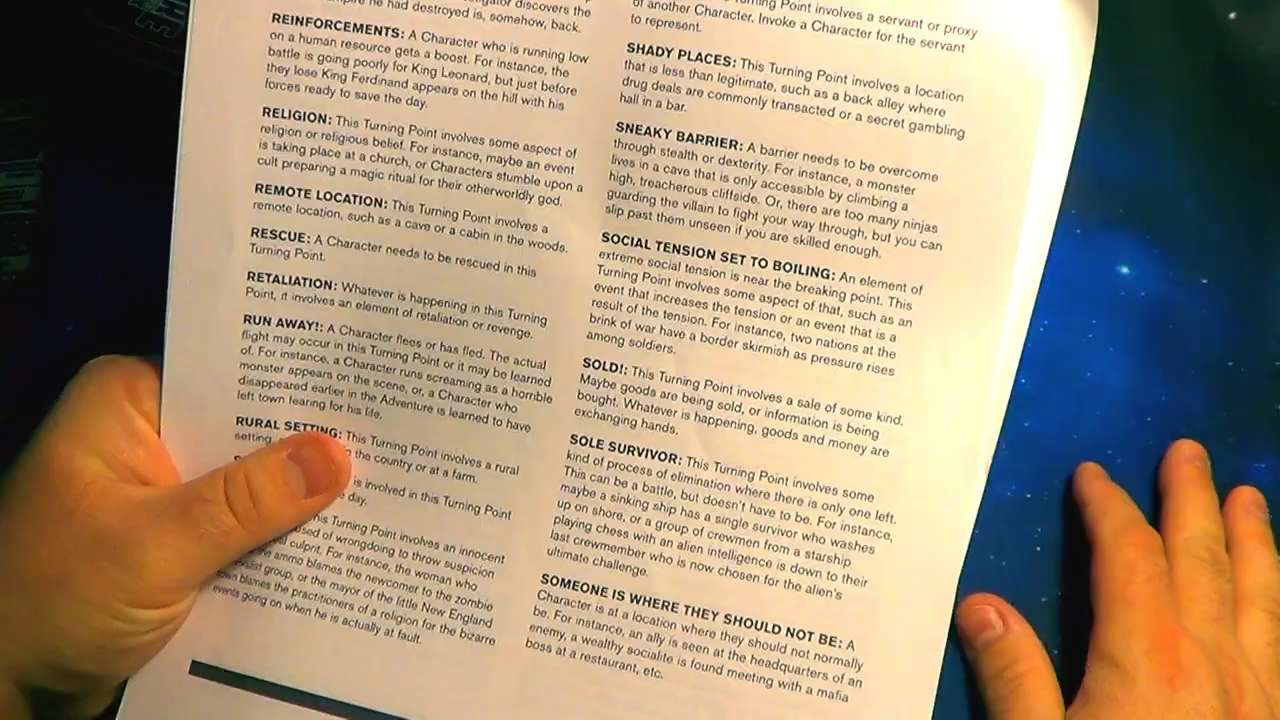 gator discovers the
he had destroyed is, somehow, back.
REINFORCEMENTS: A Character who is running low
on a human resource gets a boost. For instance, the
battle is going poorly for King Leonard, but just before
they lose King Ferdinand appears on the hill with his
forces ready to save the day.
RELIGION: This Turning Point involves some aspect of
religion or religious belief. For instance, maybe an event
is taking place at a church, or Characters stumble upon a
cult preparing a magic ritual for their otherworldly god.
REMOTE LOCATION: This Turning Point involves a
remote location, such as a cave or a cabin in the woods.
RESCUE: A Character needs to be rescued in this
Turning Point.
RETALIATION: Whatever is happening in this Turning
Point, it involves an element of retaliation or revenge.
RUN AWAY!: A Character flees or has fled. The actual
flight may occur in this Turning Point or it may be learned
of. For instance, a Character runs screaming as a horrible
monster appears on the scene, or, a Character who
disappeared earlier in the Adventure is learned to have
left town fearing for his life.
RURAL SETTING: This Turning Point involves a rural
setting, the country or at a farm.
is involved in this Turning Point
day.
This Turning Point involves an innocent
of wrongdoing to throw suspicion
culprit. For instance, the woman who
ammo blames the newcomer to the zombie
group, or the mayor of the little New England
town blames the practitioners of a religion for the bizarre
events going on when he is actually at fault.
Turning Point involves a servant or proxy
of another Character. Invoke a Character for the servant
to represent.
SHADY PLACES: This Turning Point involves a location
that is less than legitimate, such as a back alley where
drug deals are commonly transacted or a secret gambling
hall in a bar.
SNEAKY BARRIER: A barrier needs to be overcome
through stealth or dexterity. For instance, a monster
lives in a cave that is only accessible by climbing a
high, treacherous cliffside. Or, there are too many ninjas
guarding the villain to fight your way through, but you can
slip past them unseen if you are skilled enough.
SOCIAL TENSION SET TO BOILING: An element of
extreme social tension is near the breaking point. This
Turning Point involves some aspect of that, such as an
event that increases the tension or an event that is a
result of the tension. For instance, two nations at the
brink of war have a border skirmish as pressure rises
among soldiers.
SOLD!: This Turning Point involves a sale of some kind.
Maybe goods are being sold, or information is being
bought. Whatever is happening, goods and money are
exchanging hands.
SOLE SURVIVOR: This Turning Point involves some
kind of process of elimination where there is only one left.
This can be a battle, but doesn't have to be. For instance,
maybe a sinking ship has a single survivor who washes
up on shore, or a group of crewmen from a starship
playing chess with an alien intelligence is down to their
last crewmember who is now chosen for the alien's
ultimate challenge.
SOMEONE IS WHERE THEY SHOULD NOT BE: A
Character is at a location where they should not normally
be. For instance, an ally is seen at the headquarters of an
enemy, a wealthy socialite is found meeting with a mafia
boss at a restaurant, etc.